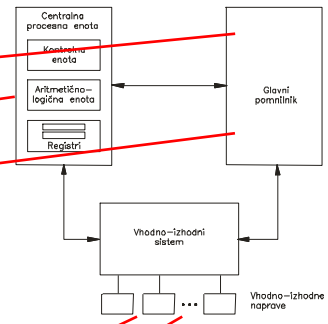 Centralna
procesna enota
Kontrolna
enota
Aritmetično-
logična enota
Registri
Glavni
pomnilnik
Vhodno-izhodni
sistem
Vhodno-izhodne
naprave